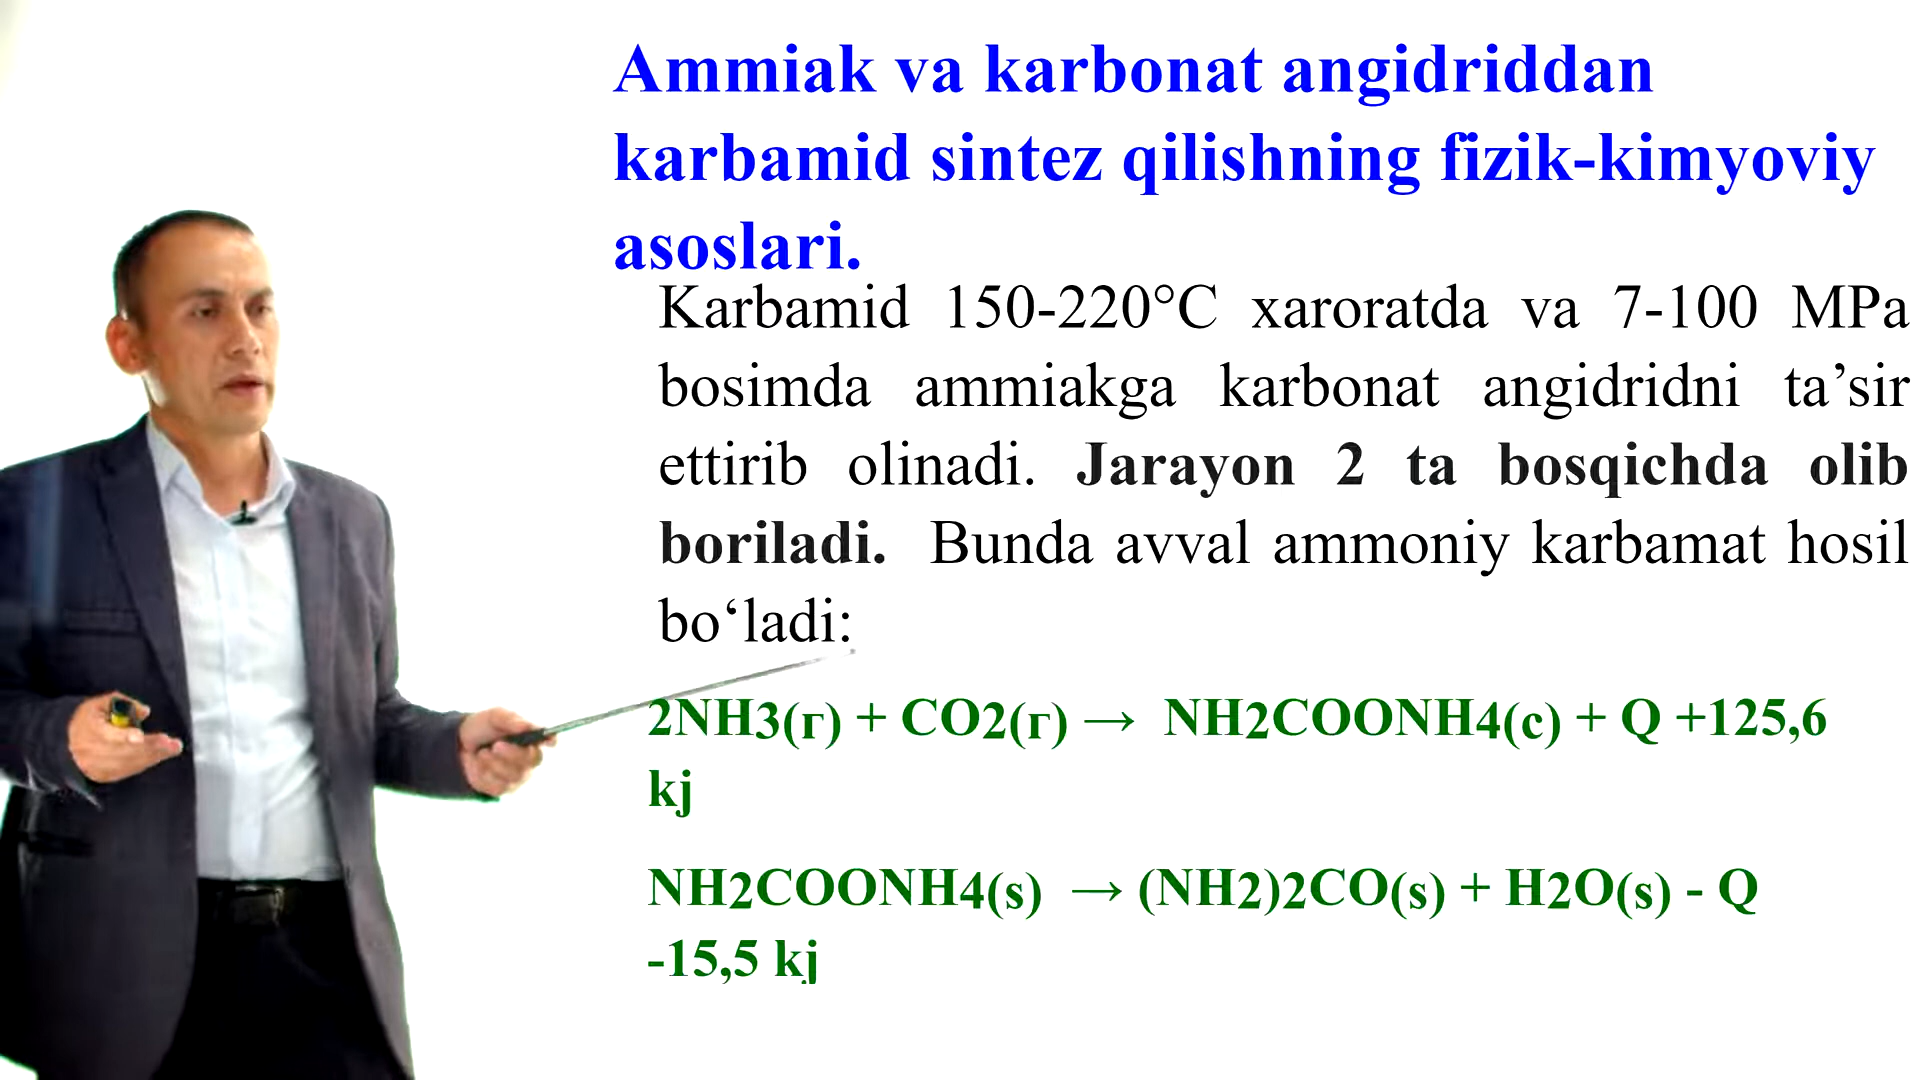 Ammiak va karbonat angidriddan
karbamid sintez qilishning fizik-kimyoviy
asoslari.
Karbamid 150-220°C xaroratda va 7-100 MPa
bosimda ammiakga karbonat angidridni ta’sir
ettirib olinadi. Jarayon 2 ta bosqichda olib
boriladi. Bunda avval ammoniy karbamat hosil
bo‘ladi:
2NH3(г) + CO2(г) → NH2COONH4(c) + Q +125,6
kj
NH2COONH4(s) → (NH2)2CO(s) + H2O(s) - Q
-15,5 kj